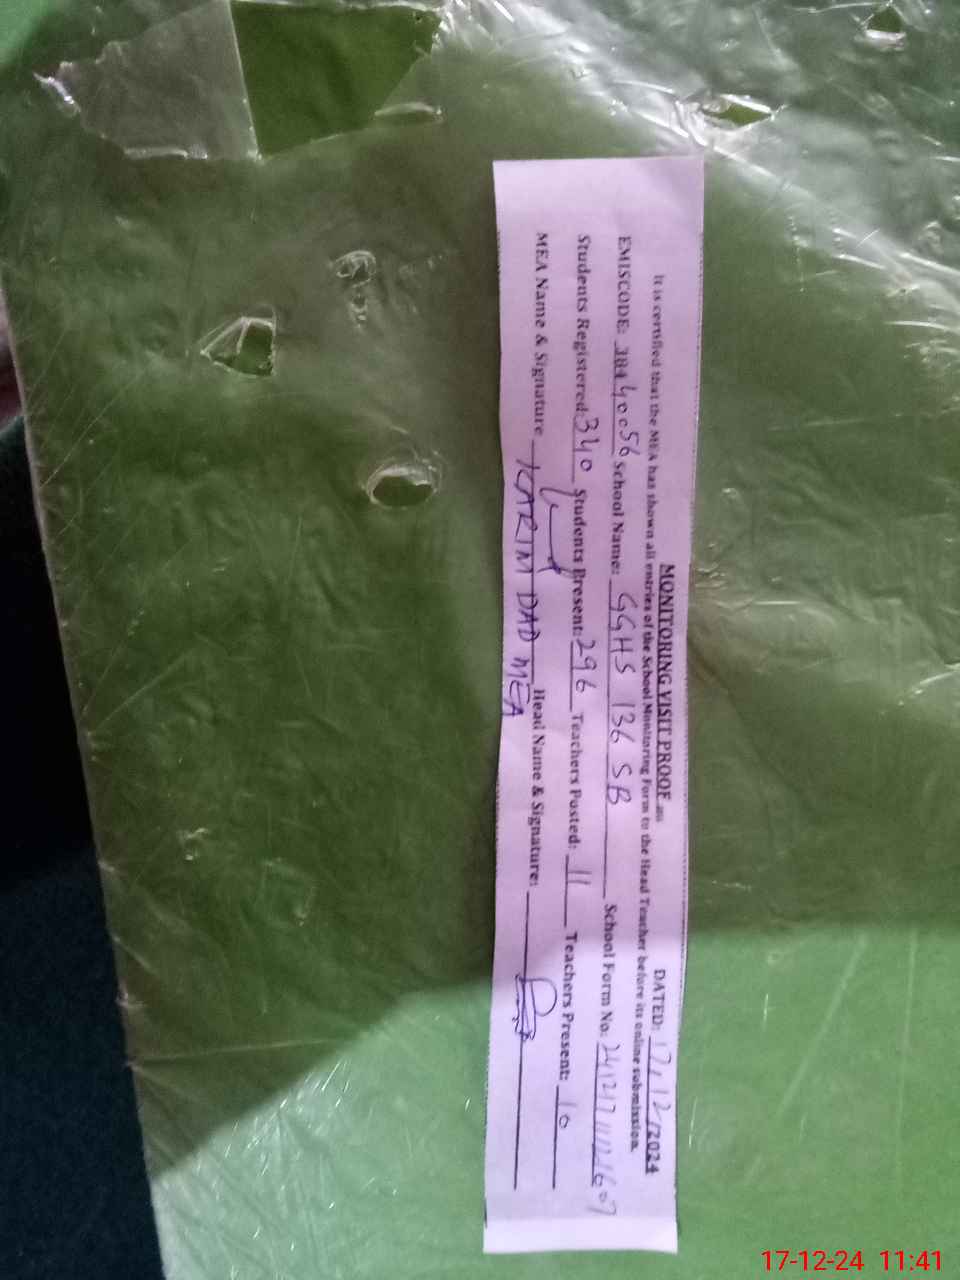 MONITORING VISIT PROOF
DATED: 17/12/2024
It is certified that the MEA has shown all entries of the School Monitoring Form to the Head Teacher before its online submission.
EMISCODE: 38440056 School Name: GGHS 136 SB School Form No:
Students Registered: 340 Students Present: 296 Teachers Posted: 11 Teachers Present: 10
MEA Name & Signature KARIM DAD MEA Head Name & Signature:
17-12-24 11:41